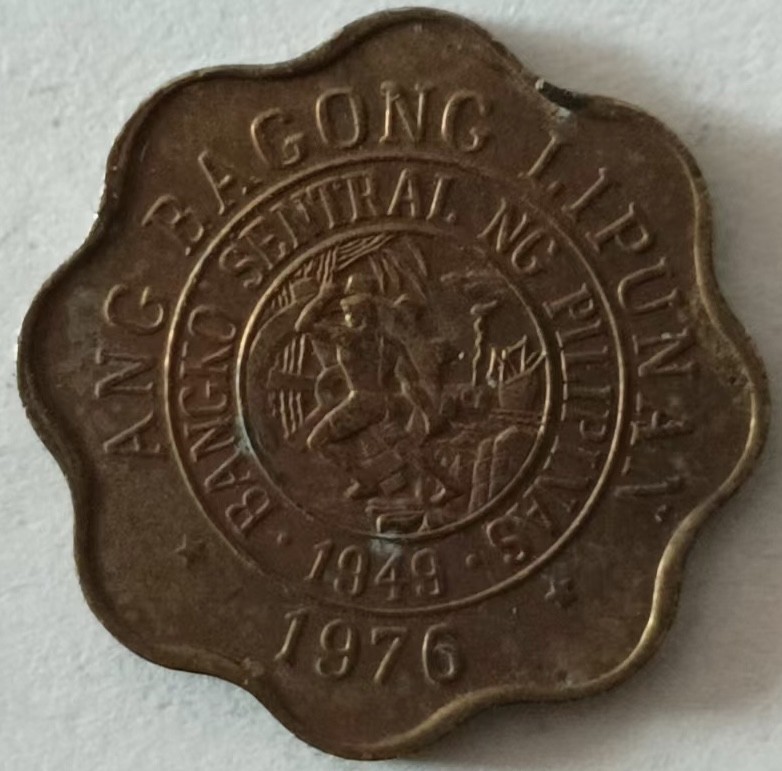 ANG BAGONG LIPUNAN
BANGKO SENTRAL NG PILIPINAS
1949
1976